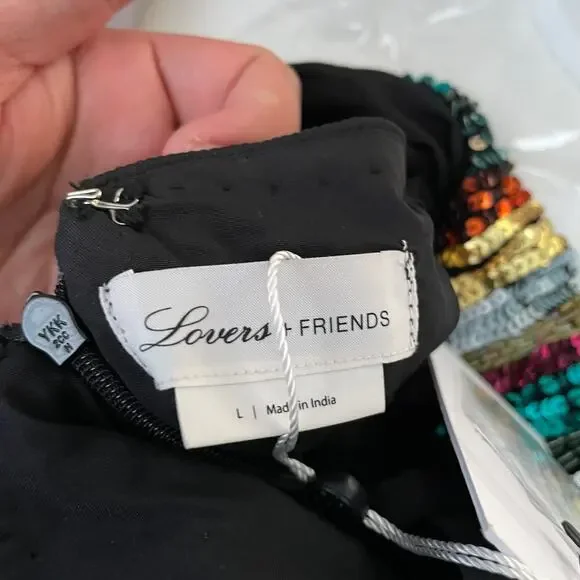 Lovers + FRIENDS
L | Made in India
YKK